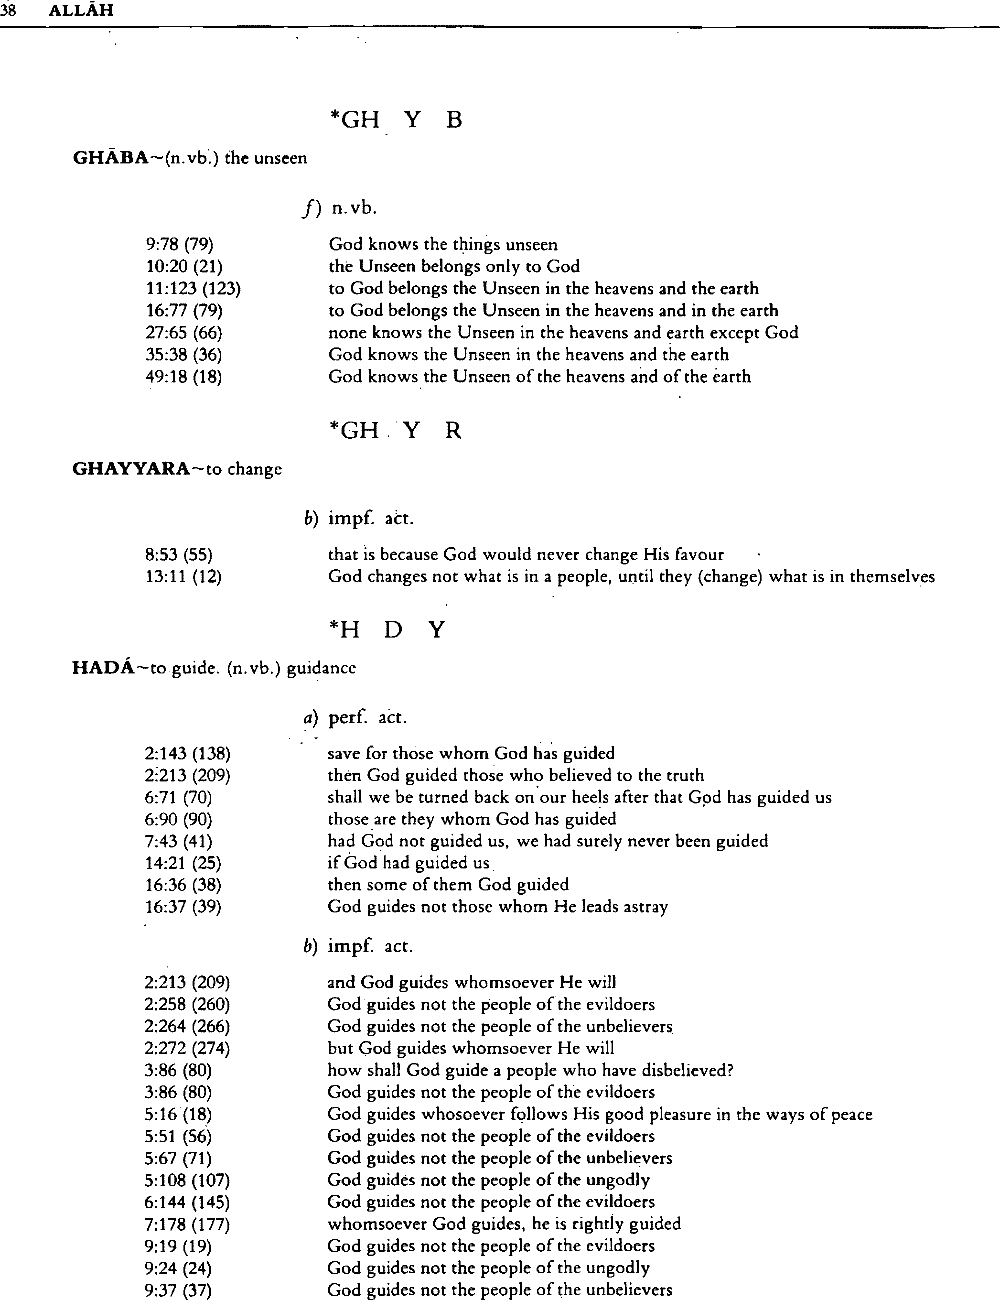 38 ALLĀH
*GH Y B
GHĀBA~(n.vb.) the unseen
f) n.vb.
9:78 (79) God knows the things unseen
10:20 (21) the Unseen belongs only to God
11:123 (123) to God belongs the Unseen in the heavens and the earth
16:77 (79) to God belongs the Unseen in the heavens and in the earth
27:65 (66) none knows the Unseen in the heavens and earth except God
35:38 (36) God knows the Unseen in the heavens and the earth
49:18 (18) God knows the Unseen of the heavens and of the earth
*GH Y R
GHAYYARA~to change
b) impf. act.
8:53 (55) that is because God would never change His favour
13:11 (12) God changes not what is in a people, until they (change) what is in themselves
*H D Y
HADÁ~to guide. (n.vb.) guidance
a) perf. act.
2:143 (138) save for those whom God has guided
2:213 (209) then God guided those who believed to the truth
6:71 (70) shall we be turned back on our heels after that God has guided us
6:90 (90) those are they whom God has guided
7:43 (41) had God not guided us, we had surely never been guided
14:21 (25) if God had guided us
16:36 (38) then some of them God guided
16:37 (39) God guides not those whom He leads astray
b) impf. act.
2:213 (209) and God guides whomsoever He will
2:258 (260) God guides not the people of the evildoers
2:264 (266) God guides not the people of the unbelievers
2:272 (274) but God guides whomsoever He will
3:86 (80) how shall God guide a people who have disbelieved?
3:86 (80) God guides not the people of the evildoers
5:16 (18) God guides whosoever follows His good pleasure in the ways of peace
5:51 (56) God guides not the people of the evildoers
5:67 (71) God guides not the people of the unbelievers
5:108 (107) God guides not the people of the ungodly
6:144 (145) God guides not the people of the evildoers
7:178 (177) whomsoever God guides, he is rightly guided
9:19 (19) God guides not the people of the evildoers
9:24 (24) God guides not the people of the ungodly
9:37 (37) God guides not the people of the unbelievers